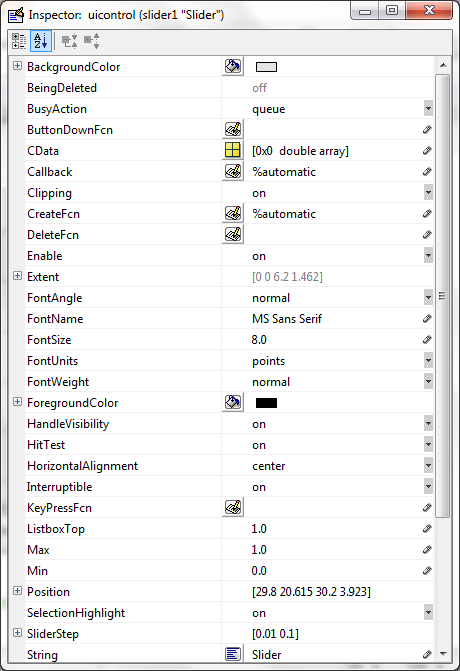 Inspector: uicontrol (slider1 "Slider")
BackgroundColor
BeingDeleted off
BusyAction queue
ButtonDownFcn
CData [0x0 double array]
Callback %automatic
Clipping on
CreateFcn %automatic
DeleteFcn
Enable on
Extent [0 0 6.2 1.462]
FontAngle normal
FontName MS Sans Serif
FontSize 8.0
FontUnits points
FontWeight normal
ForegroundColor
HandleVisibility on
HitTest on
HorizontalAlignment center
Interruptible on
KeyPressFcn
ListboxTop 1.0
Max 1.0
Min 0.0
Position [29.8 20.615 30.2 3.923]
SelectionHighlight on
SliderStep [0.01 0.1]
String Slider